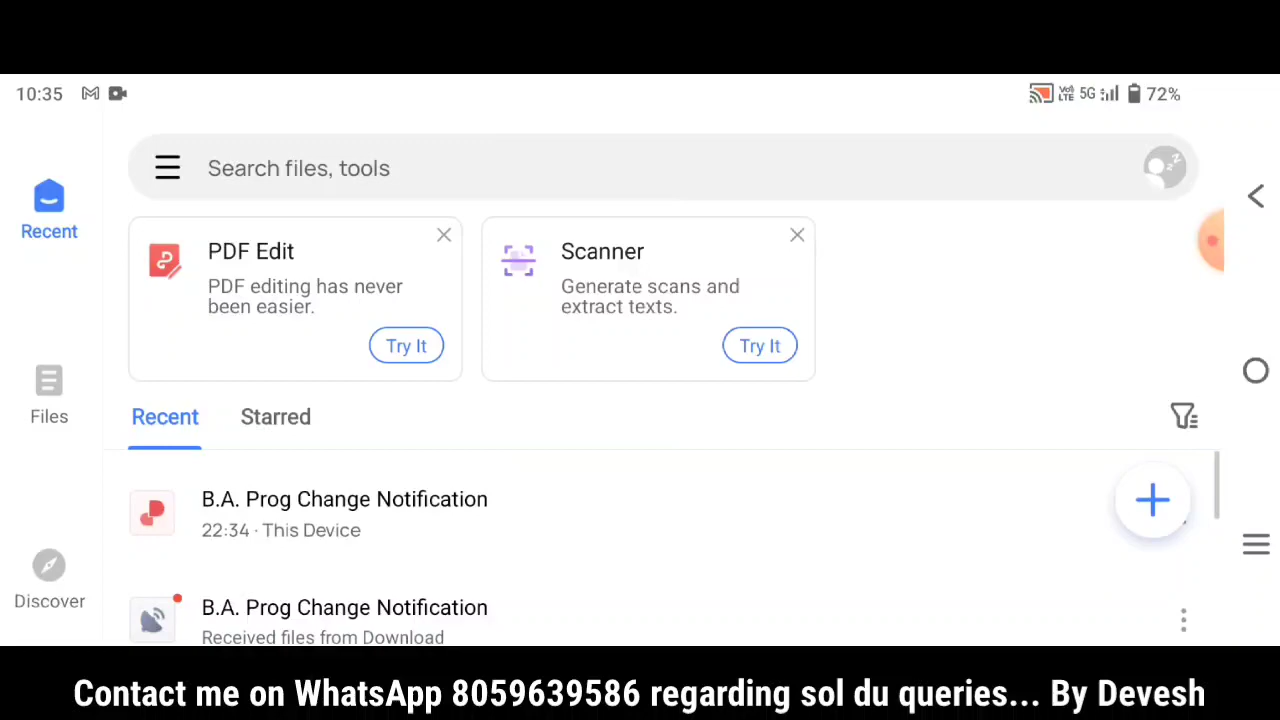 10:35
VoD LTE 5G 72%
Search files, tools
Recent
PDF Edit
PDF editing has never
been easier.
Try It
Scanner
Generate scans and
extract texts.
Try It
Files
Recent Starred
B.A. Prog Change Notification
22:34 · This Device
Discover
B.A. Prog Change Notification
Received files from Download
Contact me on WhatsApp 8059639586 regarding sol du queries... By Devesh